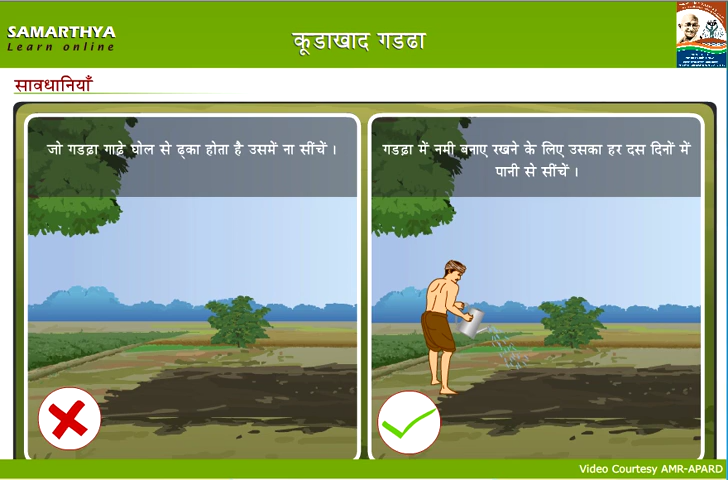 SAMARTHYA
Learn online
कूडाखाद गडढा
सावधानियाँ
जो गडढ़ा गाढ़े घोल से ढ्का होता है उसमें ना सींचें ।
गडढ़ा में नमी बनाए रखने के लिए उसका हर दस दिनों में
पानी से सींचें ।
Video Courtesy AMR-APARD